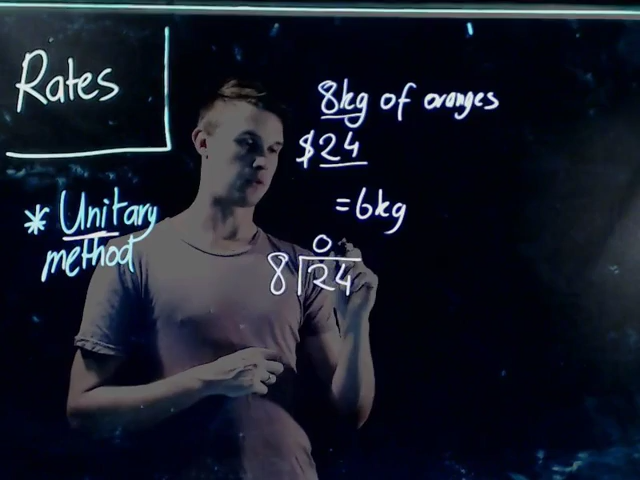 Rates
8kg of oranges
$24
= 6kg
* Unitary
method
0
8 24